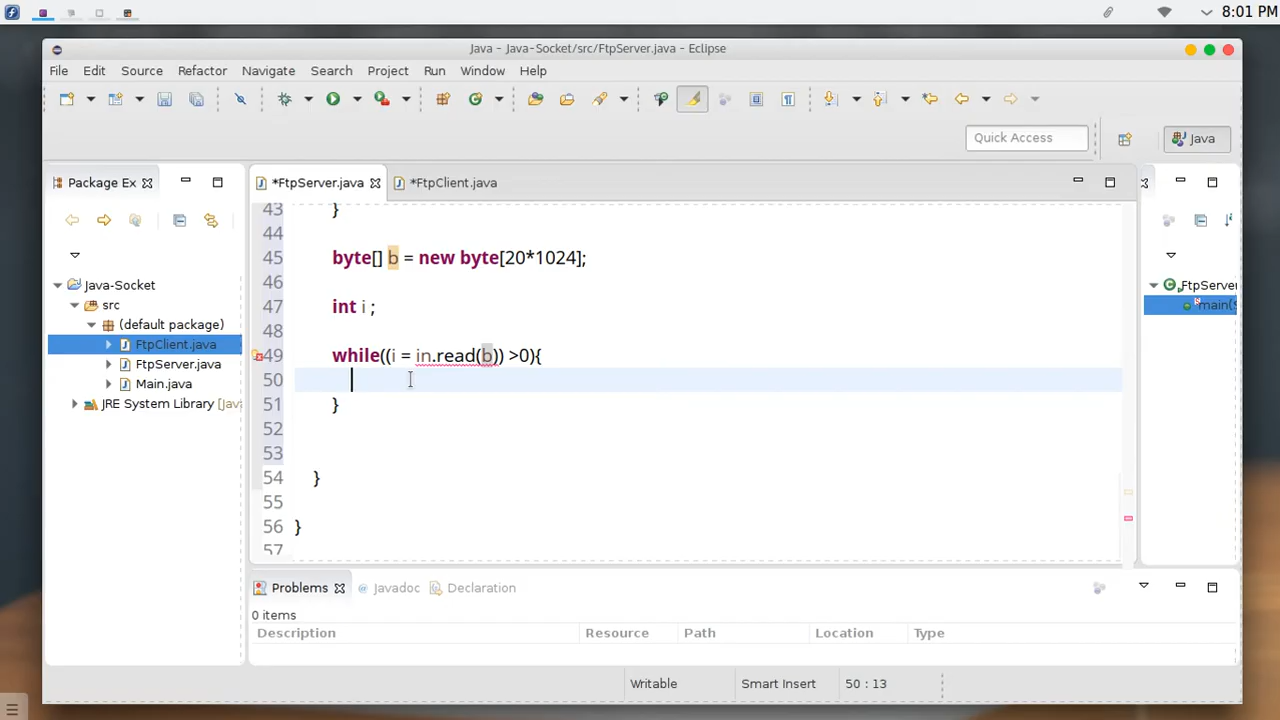 8:01 PM
Java - Java-Socket/src/FtpServer.java - Eclipse
File Edit Source Refactor Navigate Search Project Run Window Help
Quick Access
Java
Package Ex
*FtpServer.java
*FtpClient.java
Java-Socket
src
(default package)
FtpClient.java
FtpServer.java
Main.java
JRE System Library [Java
43 }
44
45 byte[] b = new byte[20*1024];
46
47 int i ;
48
49 while((i = in.read(b)) >0){
50
51 }
52
53
54 }
55
56 }
57
FtpServer
main(S
Problems
@ Javadoc
Declaration
0 items
Description Resource Path Location Type
Writable Smart Insert 50 : 13